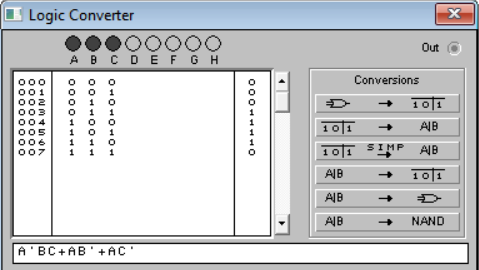 Logic Converter
A B C D E F G H
Out
000 0 0 0 0
001 0 0 1 0
002 0 1 0 0
003 0 1 1 1
004 1 0 0 1
005 1 0 1 1
006 1 1 0 1
007 1 1 1 0
Conversions
→ 1 0 | 1
1 0 | 1 → A|B
1 0 | 1 SIMP → A|B
A|B → 1 0 | 1
A|B →
A|B → NAND
A'BC+AB'+AC'